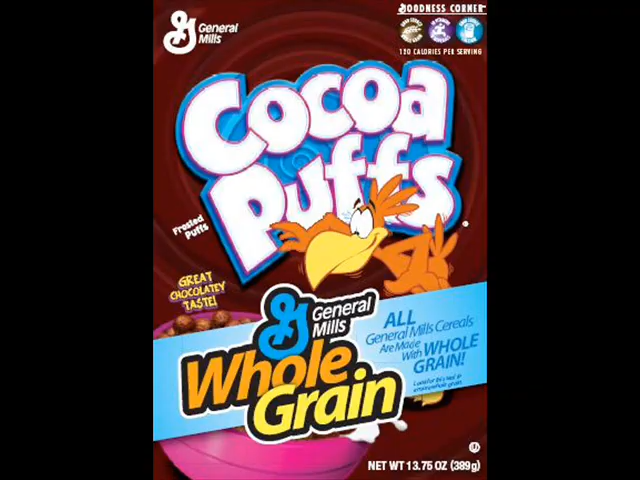 General
Mills
GOODNESS CORNER
120 CALORIES PER SERVING
Cocoa
Puffs
Frosted
Puffs
GREAT
CHOCOLATEY
TASTE!
General
Mills
Whole
Grain
ALL
General Mills Cereals
Are Made
With WHOLE
GRAIN!
NET WT 13.75 OZ (389g)